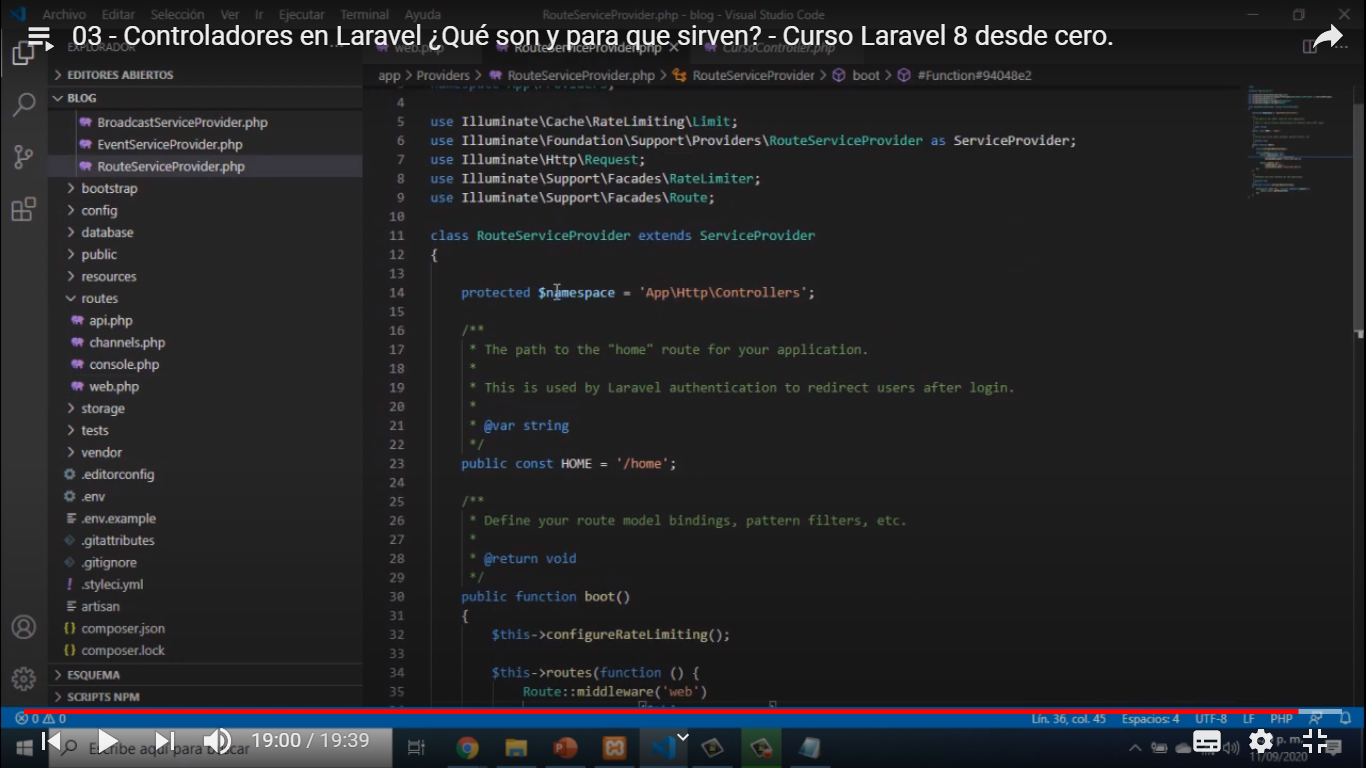 Archivo Editar Selección Ver Ir Ejecutar Terminal Ayuda RouteServiceProvider.php - blog - Visual Studio Code
03 - Controladores en Laravel ¿Qué son y para que sirven? - Curso Laravel 8 desde cero.
EXPLORADOR web.php RouteServiceProvider.php CursoController.php
EDITORES ABIERTOS
app > Providers > RouteServiceProvider.php > RouteServiceProvider > boot > #Function#94048e2
BLOG
BroadcastServiceProvider.php
EventServiceProvider.php
RouteServiceProvider.php
bootstrap
config
database
public
resources
routes
api.php
channels.php
console.php
web.php
storage
tests
vendor
.editorconfig
.env
.env.example
.gitattributes
.gitignore
.styleci.yml
artisan
composer.json
composer.lock
ESQUEMA
SCRIPTS NPM
3 namespace App\Providers;
4
5 use Illuminate\Cache\RateLimiting\Limit;
6 use Illuminate\Foundation\Support\Providers\RouteServiceProvider as ServiceProvider;
7 use Illuminate\Http\Request;
8 use Illuminate\Support\Facades\RateLimiter;
9 use Illuminate\Support\Facades\Route;
10
11 class RouteServiceProvider extends ServiceProvider
12 {
13
14 protected $namespace = 'App\Http\Controllers';
15
16 /**
17 * The path to the "home" route for your application.
18 *
19 * This is used by Laravel authentication to redirect users after login.
20 *
21 * @var string
22 */
23 public const HOME = '/home';
24
25 /**
26 * Define your route model bindings, pattern filters, etc.
27 *
28 * @return void
29 */
30 public function boot()
31 {
32 $this->configureRateLimiting();
33
34 $this->routes(function () {
35 Route::middleware('web')
0 0 Lín. 36, col. 45 Espacios: 4 UTF-8 LF PHP
Escribe aquí para buscar
19:00 / 19:39
p. m.
11/09/2020